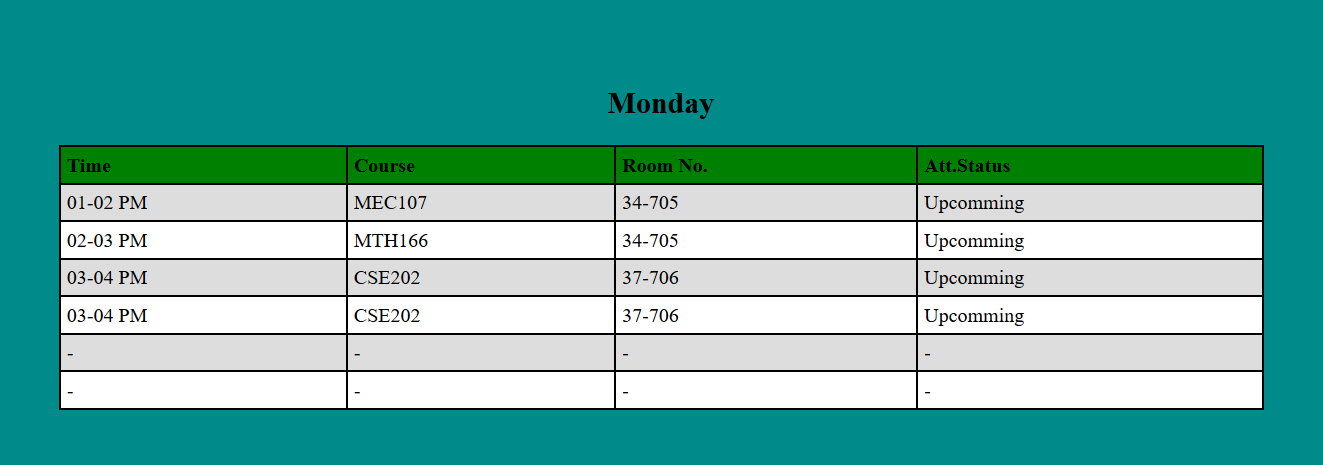 Monday
Time Course Room No. Att.Status
01-02 PM MEC107 34-705 Upcomming
02-03 PM MTH166 34-705 Upcomming
03-04 PM CSE202 37-706 Upcomming
03-04 PM CSE202 37-706 Upcomming
- - - -
- - - -